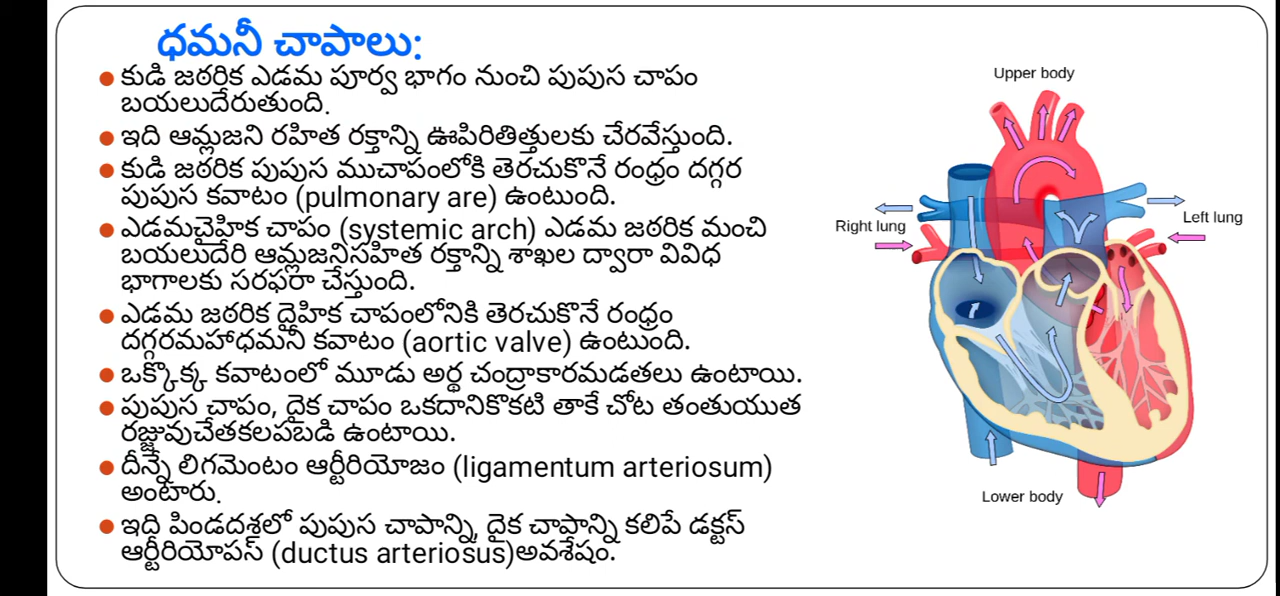 ధమనీ చాపాలు:
కుడి జఠరిక ఎడమ పూర్వ భాగం నుంచి పుపుస చాపం
బయలుదేరుతుంది.
ఇది ఆమ్లజని రహిత రక్తాన్ని ఊపిరితిత్తులకు చేరవేస్తుంది.
కుడి జఠరిక పుపుస ముచాపంలోకి తెరచుకొనే రంధ్రం దగ్గర
పుపుస కవాటం (pulmonary are) ఉంటుంది.
ఎడమచైహిక చాపం (systemic arch) ఎడమ జఠరిక మంచి
బయలుదేరి ఆమ్లజనిసహిత రక్తాన్ని శాఖల ద్వారా వివిధ
భాగాలకు సరఫరా చేస్తుంది.
ఎడమ జఠరిక దైహిక చాపంలోనికి తెరచుకొనే రంధ్రం
దగ్గరమహాధమనీ కవాటం (aortic valve) ఉంటుంది.
ఒక్కొక్క కవాటంలో మూడు అర్థ చంద్రాకారమడతలు ఉంటాయి.
పుపుస చాపం, దైక చాపం ఒకదానికొకటి తాకే చోట తంతుయుత
రజ్జువుచేతకలపబడి ఉంటాయి.
దీన్నే లిగమెంటం ఆర్టీరియోజం (ligamentum arteriosum)
అంటారు.
ఇది పిండదశలో పుపుస చాపాన్ని, దైక చాపాన్ని కలిపే డక్టస్
ఆర్టీరియోపస్ (ductus arteriosus)అవశేషం.
Upper body
Right lung
Left lung
Lower body